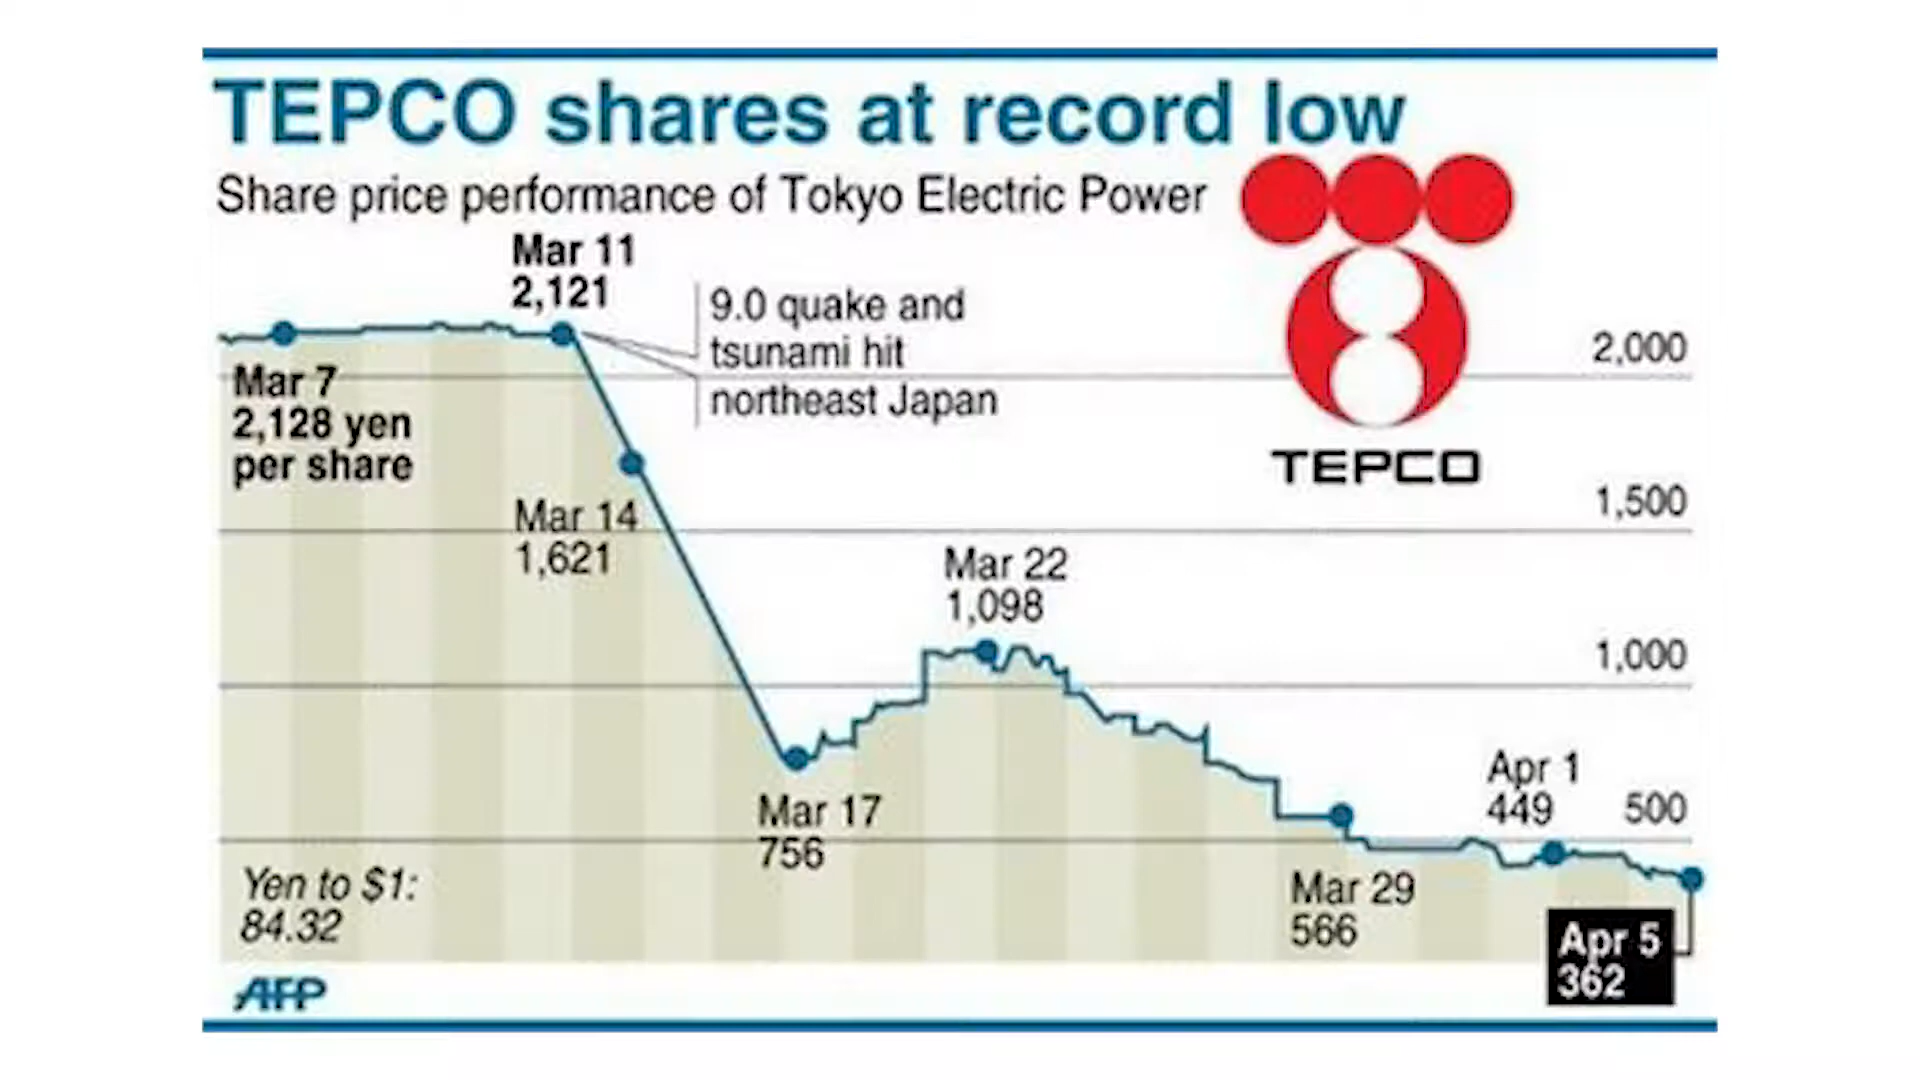 TEPCO shares at record low
Share price performance of Tokyo Electric Power
Mar 11
2,121
9.0 quake and
tsunami hit
northeast Japan
TEPCO
2,000
Mar 7
2,128 yen
per share
Mar 14
1,621
1,500
Mar 22
1,098
1,000
Mar 17
756
Apr 1
449
500
Mar 29
566
Yen to $1:
84.32
Apr 5
362
AFP